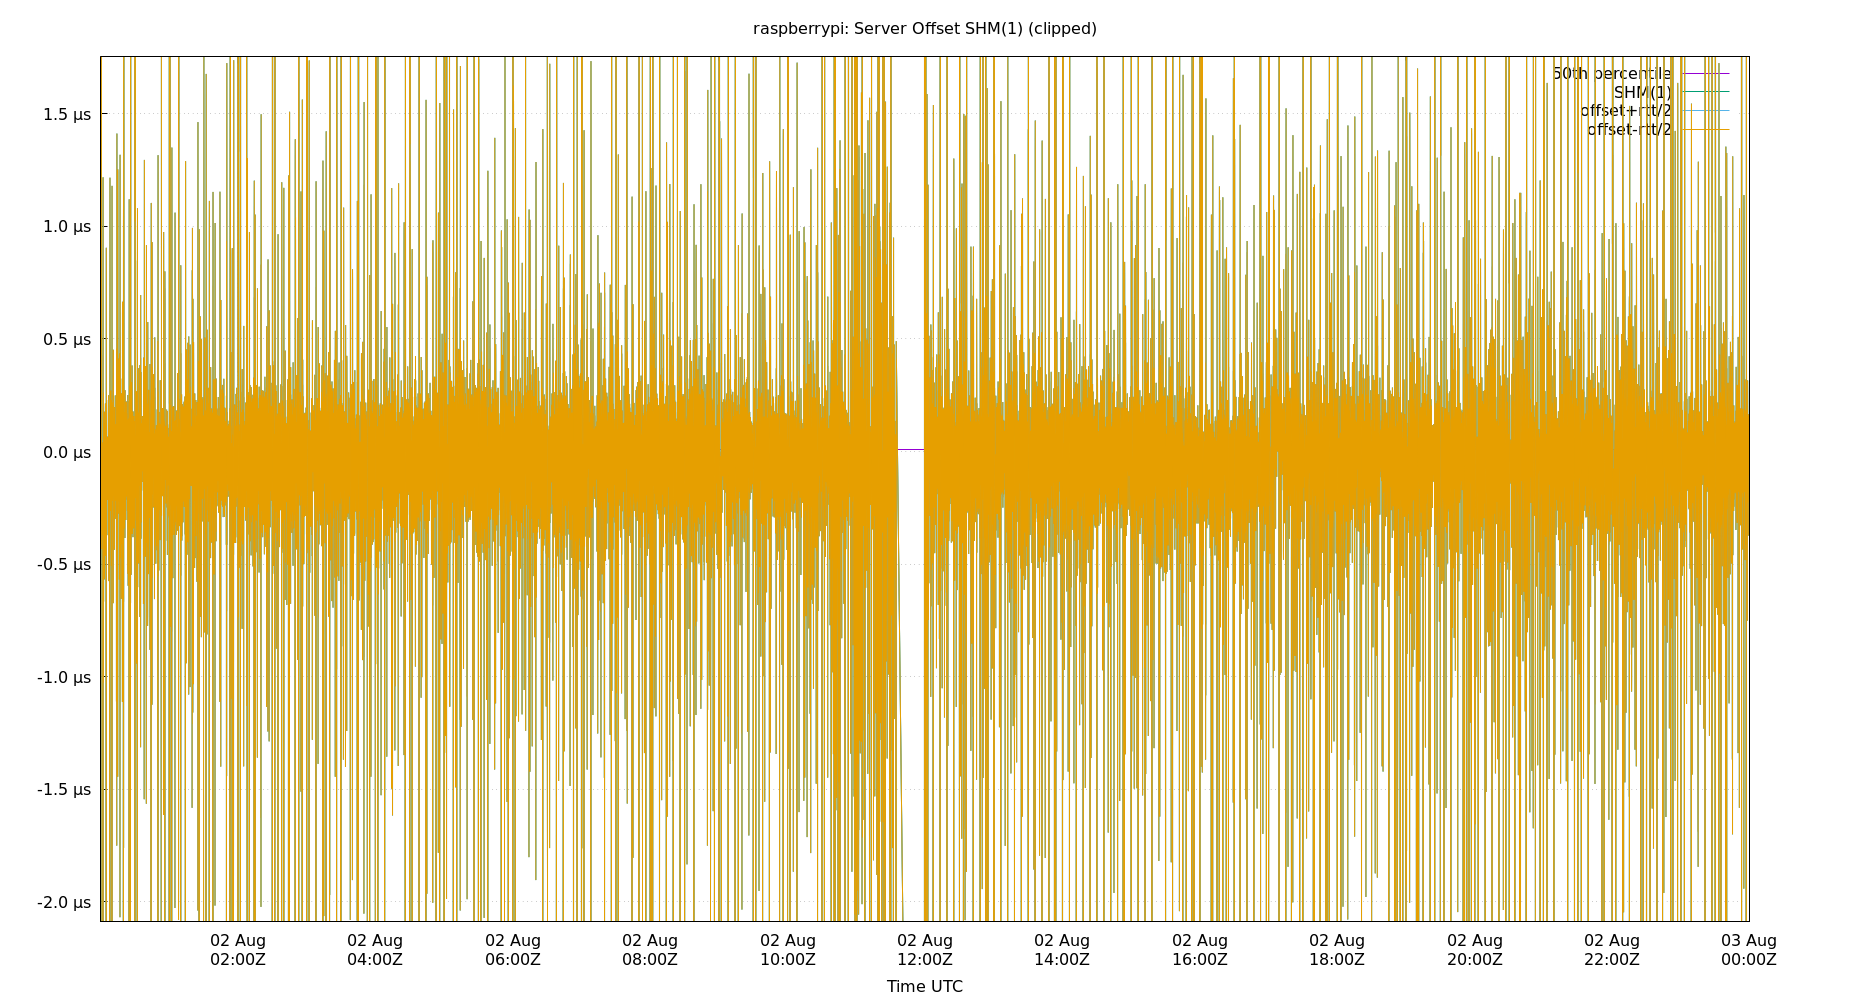 raspberrypi: Server Offset SHM(1) (clipped)
50th percentile
SHM(1)
offset+rtt/2
offset-rtt/2
1.5 µs
1.0 µs
0.5 µs
0.0 µs
-0.5 µs
-1.0 µs
-1.5 µs
-2.0 µs
02 Aug 02 Aug 02 Aug 02 Aug 02 Aug 02 Aug 02 Aug 02 Aug 02 Aug 02 Aug 02 Aug 03 Aug
02:00Z 04:00Z 06:00Z 08:00Z 10:00Z 12:00Z 14:00Z 16:00Z 18:00Z 20:00Z 22:00Z 00:00Z
Time UTC